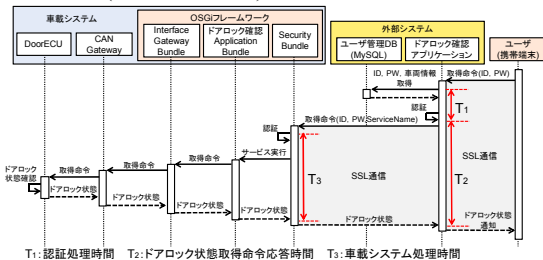 車載システム
OSGiフレームワーク
外部システム
DoorECU
CAN
Gateway
Interface
Gateway
Bundle
ドアロック確認
Application
Bundle
Security
Bundle
ユーザ管理DB
(MySQL)
ドアロック確認
アプリケーション
ユーザ
(携帯端末)
ID, PW, 車両情報
取得命令(ID, PW)
取得
T1
認証
取得命令(ID, PW,ServiceName)
認証
サービス実行
取得命令
取得命令
取得命令
ドアロック
状態確認
ドアロック状態
ドアロック状態
ドアロック状態
ドアロック状態
T3
SSL通信
T2
SSL通信
ドアロック状態
ドアロック状態
通知
T1:認証処理時間
T2:ドアロック状態取得命令応答時間
T3:車載システム処理時間